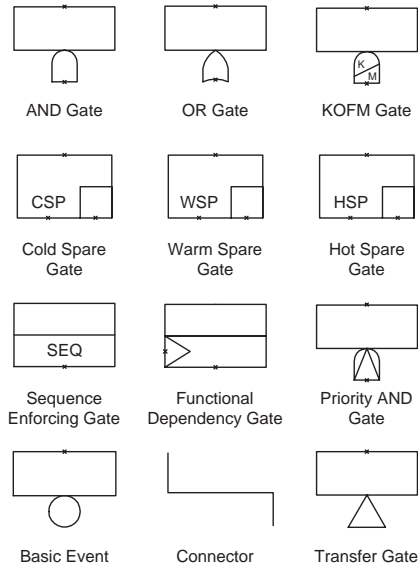 AND Gate
OR Gate
K
M
KOFM Gate
CSP
Cold Spare
Gate
WSP
Warm Spare
Gate
HSP
Hot Spare
Gate
SEQ
Sequence
Enforcing Gate
Functional
Dependency Gate
Priority AND
Gate
Basic Event
Connector
Transfer Gate